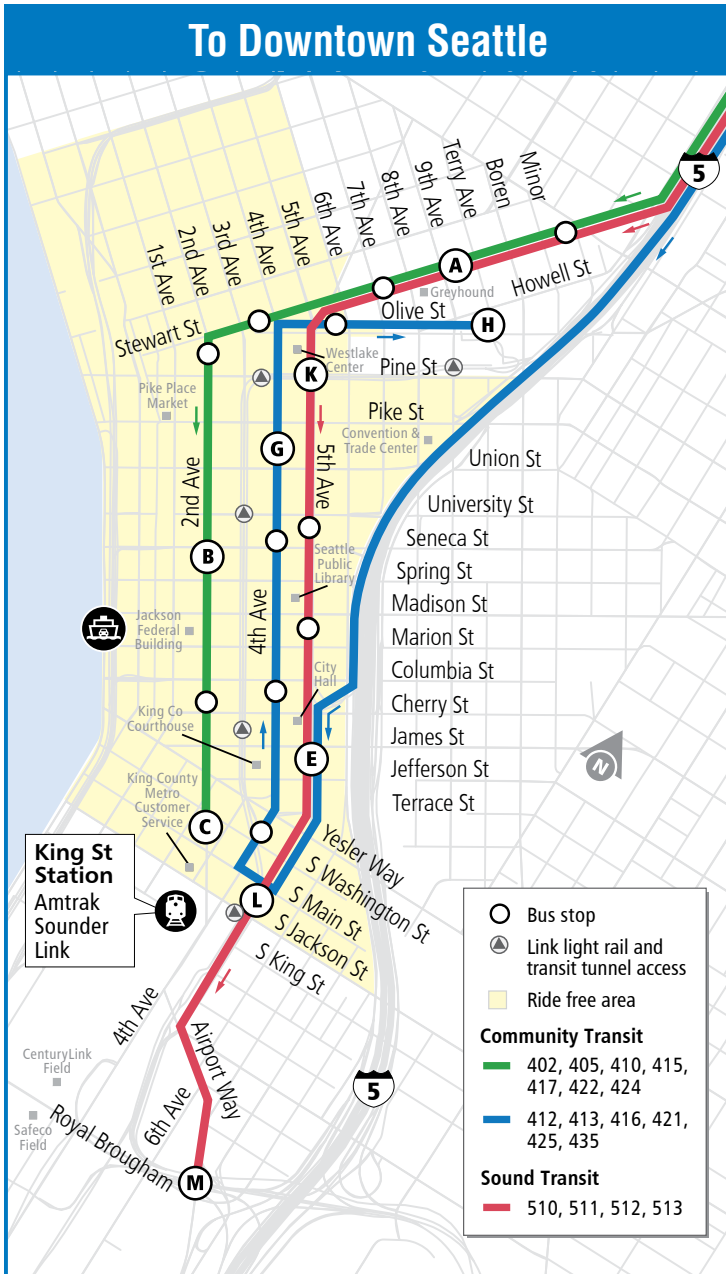 To Downtown Seattle
5
Minor
Boren
Terry Ave
9th Ave
8th Ave
7th Ave
6th Ave
5th Ave
4th Ave
3rd Ave
2nd Ave
1st Ave
A
Howell St
Greyhound
Olive St
H
Stewart St
Westlake
Center
K
Pine St
Pike Place
Market
Pike St
Convention &
Trade Center
G
5th Ave
2nd Ave
Union St
University St
Seneca St
B
Seattle
Public
Library
Spring St
Madison St
4th Ave
Jackson
Federal
Building
Marion St
City
Hall
Columbia St
King Co
Courthouse
Cherry St
James St
E
N
Jefferson St
King County
Metro
Customer
Service
Terrace St
C
Yesler Way
S Washington St
S Main St
S Jackson St
S King St
L
King St
Station
Amtrak
Sounder
Link
4th Ave
Airport Way
6th Ave
CenturyLink
Field
Safeco
Field
Royal Brougham
M
5
Bus stop
Link light rail and
transit tunnel access
Ride free area
Community Transit
402, 405, 410, 415,
417, 422, 424
412, 413, 416, 421,
425, 435
Sound Transit
510, 511, 512, 513